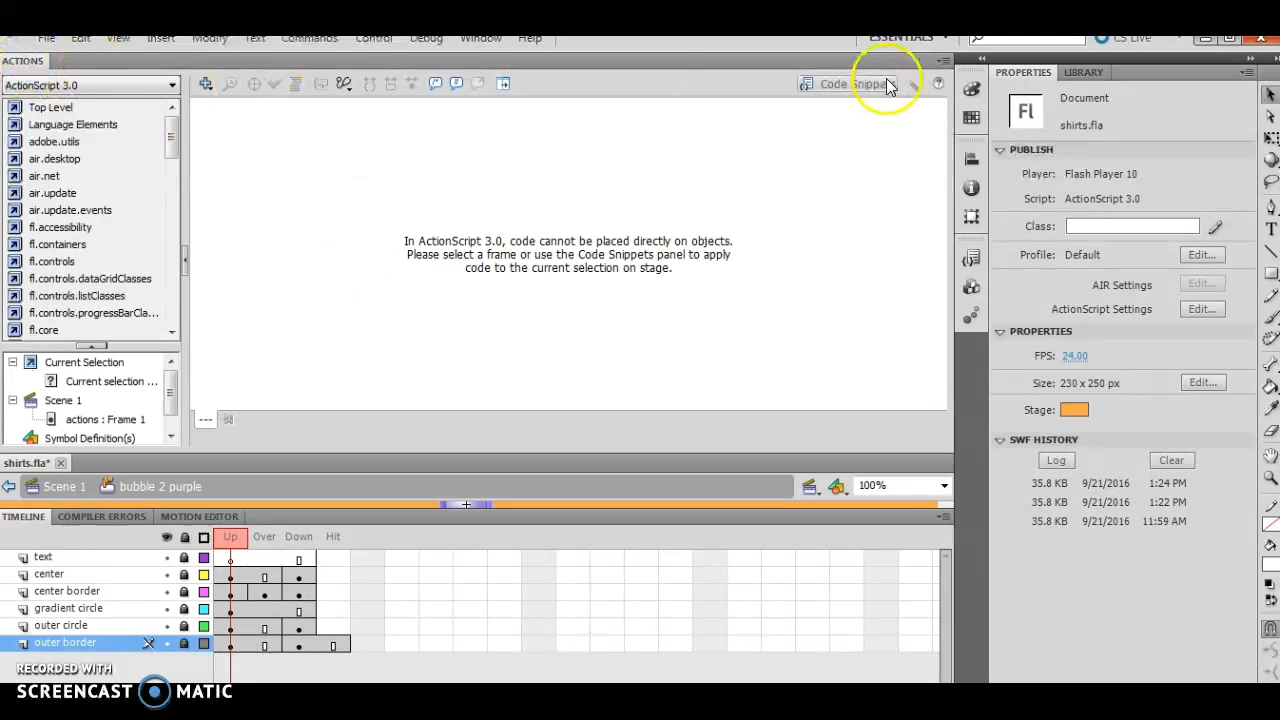 File Edit View Insert Modify Text Commands Control Debug Window Help ESSENTIALS CS Live
ACTIONS
ActionScript 3.0
Code Snippets
Top Level
Language Elements
adobe.utils
air.desktop
air.net
air.update
air.update.events
fl.accessibility
fl.containers
fl.controls
fl.controls.dataGridClasses
fl.controls.listClasses
fl.controls.progressBarCla...
fl.core
In ActionScript 3.0, code cannot be placed directly on objects.
Please select a frame or use the Code Snippets panel to apply
code to the current selection on stage.
Current Selection
Current selection ...
Scene 1
actions : Frame 1
Symbol Definition(s)
shirts.fla*
Scene 1 bubble 2 purple 100%
TIMELINE COMPILER ERRORS MOTION EDITOR
Up Over Down Hit
text
center
center border
gradient circle
outer circle
outer border
PROPERTIES LIBRARY
Fl
Document
shirts.fla
PUBLISH
Player: Flash Player 10
Script: ActionScript 3.0
Class:
Profile: Default Edit...
AIR Settings Edit...
ActionScript Settings Edit...
PROPERTIES
FPS: 24.00
Size: 230 x 250 px Edit...
Stage:
SWF HISTORY
Log Clear
35.8 KB 9/21/2016 1:24 PM
35.8 KB 9/21/2016 1:22 PM
35.8 KB 9/21/2016 11:59 AM
RECORDED WITH
SCREENCAST MATIC